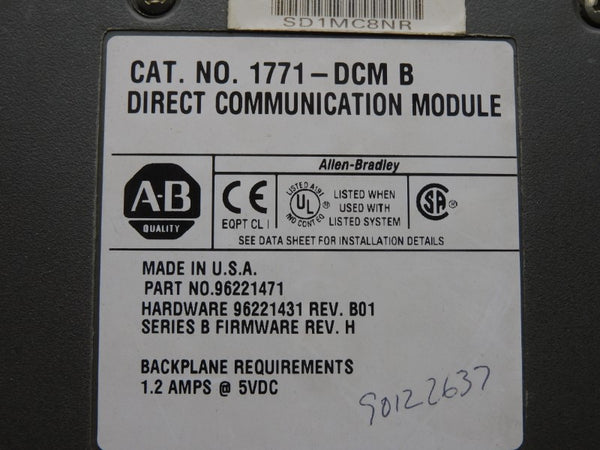 SD1MC8NR
CAT. NO. 1771-DCM B
DIRECT COMMUNICATION MODULE
Allen-Bradley
A-B
QUALITY
CE
EQPT CL I
LISTED A191
UL
®
IND CONT EQ
LISTED WHEN
USED WITH
LISTED SYSTEM
SA
®
SEE DATA SHEET FOR INSTALLATION DETAILS
MADE IN U.S.A.
PART NO.96221471
HARDWARE 96221431 REV. B01
SERIES B FIRMWARE REV. H
BACKPLANE REQUIREMENTS
1.2 AMPS @ 5VDC
90122637